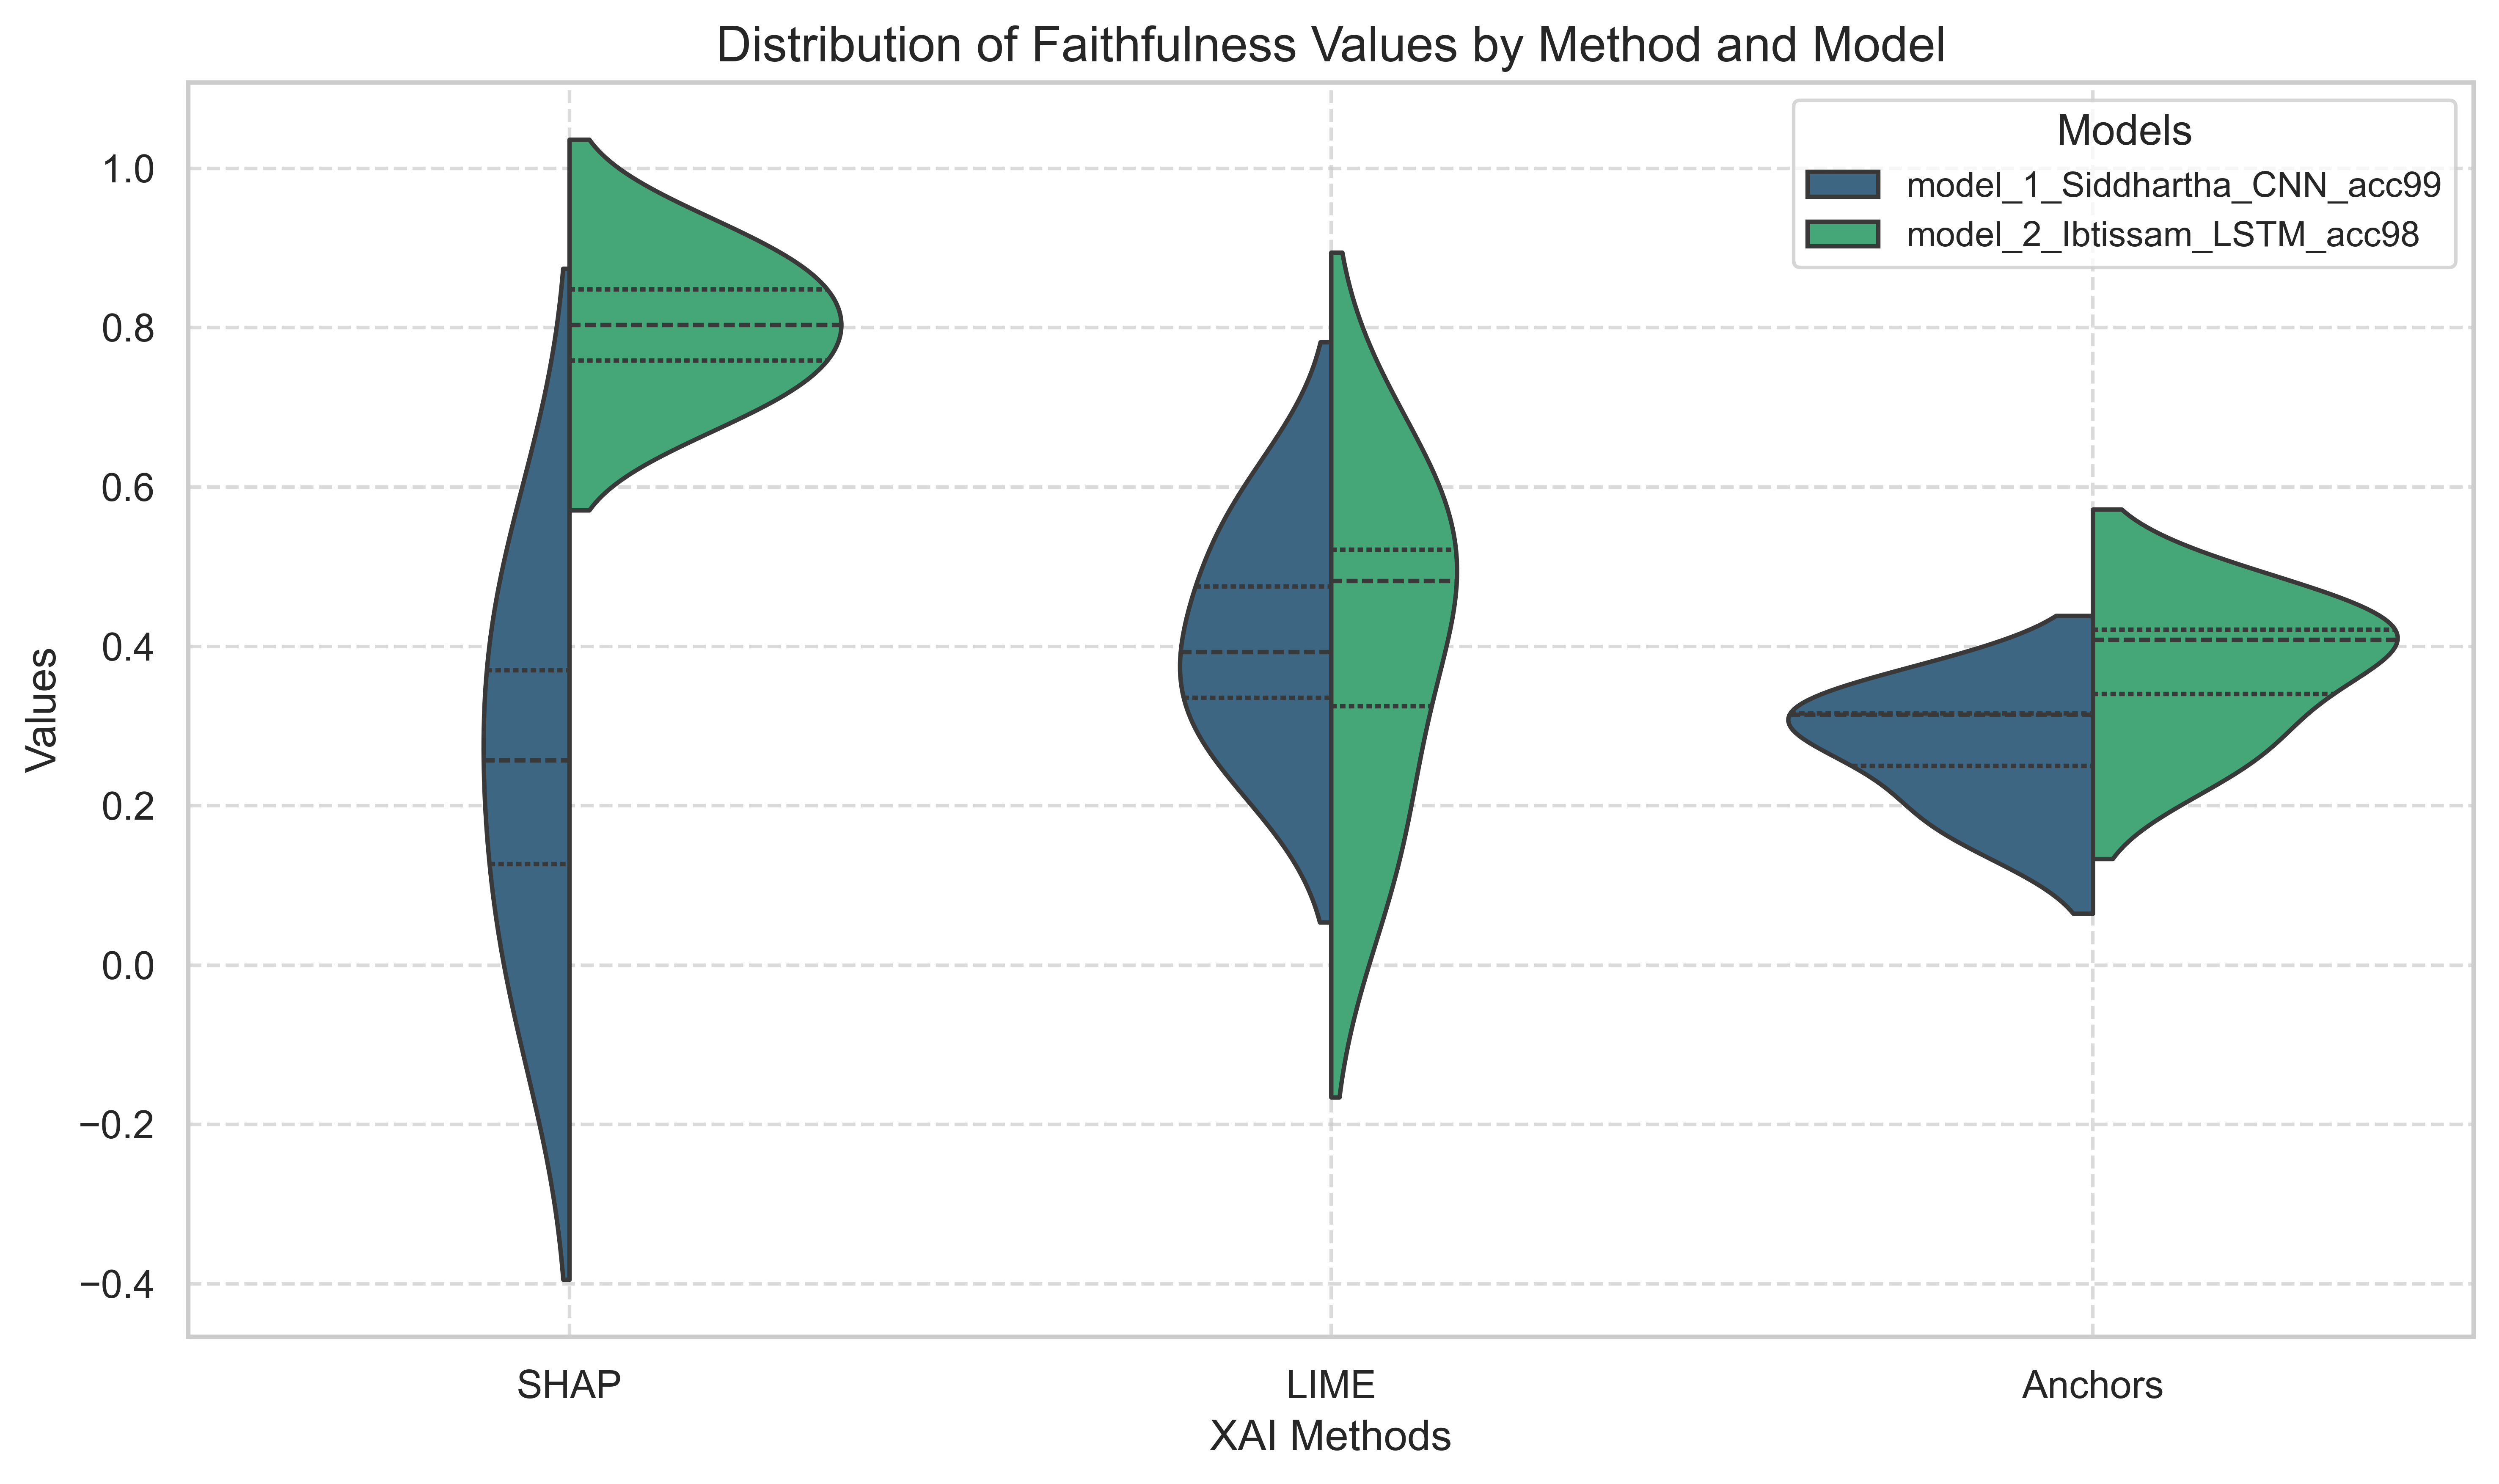 Distribution of Faithfulness Values by Method and Model
Models
model_1_Siddhartha_CNN_acc99
model_2_Ibtissam_LSTM_acc98
Values
1.0
0.8
0.6
0.4
0.2
0.0
−0.2
−0.4
SHAP
LIME
Anchors
XAI Methods